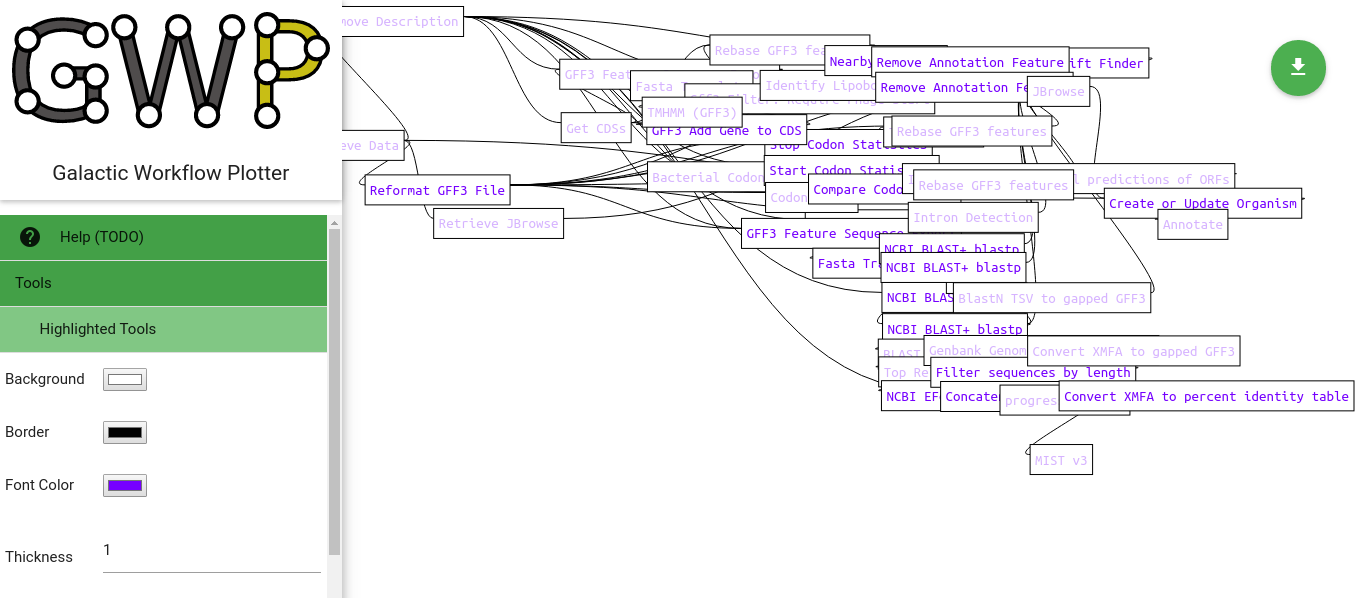 GWP
Galactic Workflow Plotter
Help (TODO)
Tools
Highlighted Tools
Background
Border
Font Color
Thickness
1
move Description
Rebase GFF3 fea
Nearby
Remove Annotation Feature
ift Finder
GFF3 Feat
Fasta
Identify Lipobo
Remove Annotation Fe
JBrowse
TMHMM (GFF3)
Get CDSs
GFF3 Add Gene to CDS
Rebase GFF3 features
eve Data
Stop Codon Statistics
Bacterial Codon
Start Codon Statis
l predictions of ORFs
Reformat GFF3 File
Codon
Compare Codo
Rebase GFF3 features
Create or Update Organism
Retrieve JBrowse
Intron Detection
Annotate
GFF3 Feature Sequenc
NCBI BLAST+ blastp
Fasta Tr
NCBI BLAST+ blastp
NCBI BLAS
BlastN TSV to gapped GFF3
NCBI BLAST+ blastp
BLAST
Genbank Genom
Convert XMFA to gapped GFF3
Top Re
Filter sequences by length
NCBI EF
Concate
progres
Convert XMFA to percent identity table
MIST v3